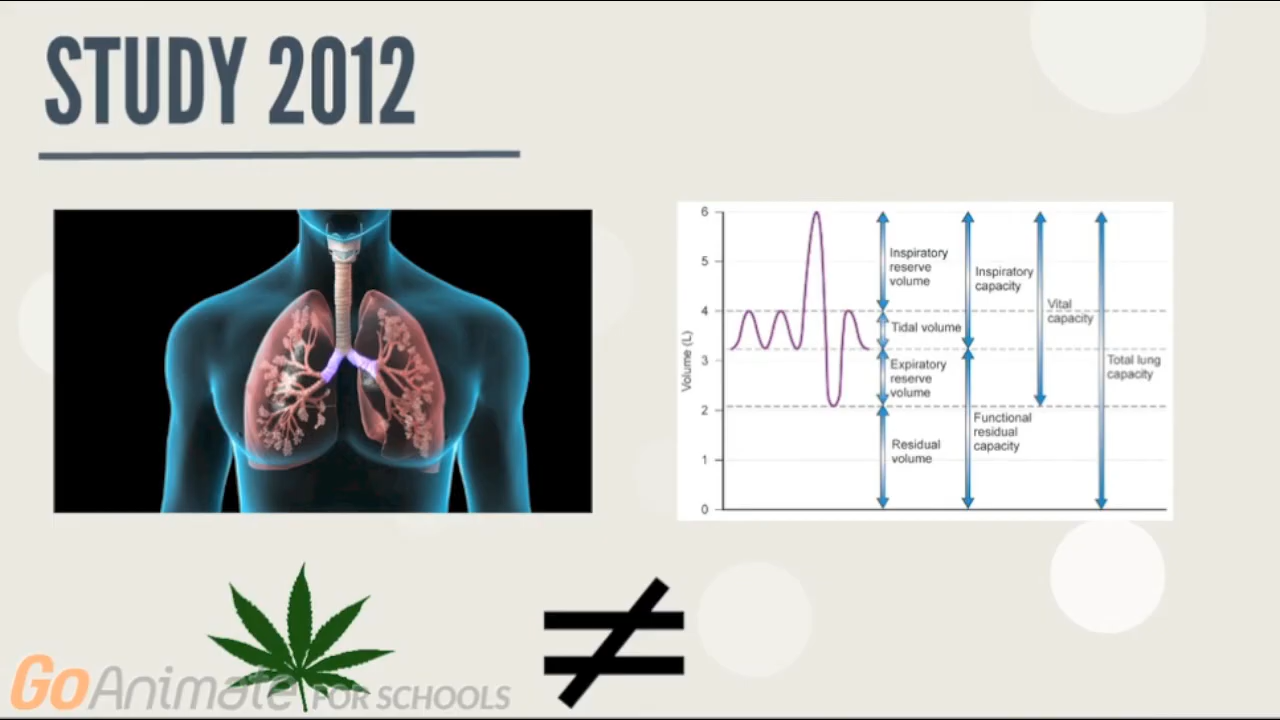 STUDY 2012
6
5
4
3
2
1
0
Volume (L)
Inspiratory
reserve
volume
Tidal volume
Expiratory
reserve
volume
Residual
volume
Inspiratory
capacity
Functional
residual
capacity
Vital
capacity
Total lung
capacity
≠
GoAnimate FOR SCHOOLS